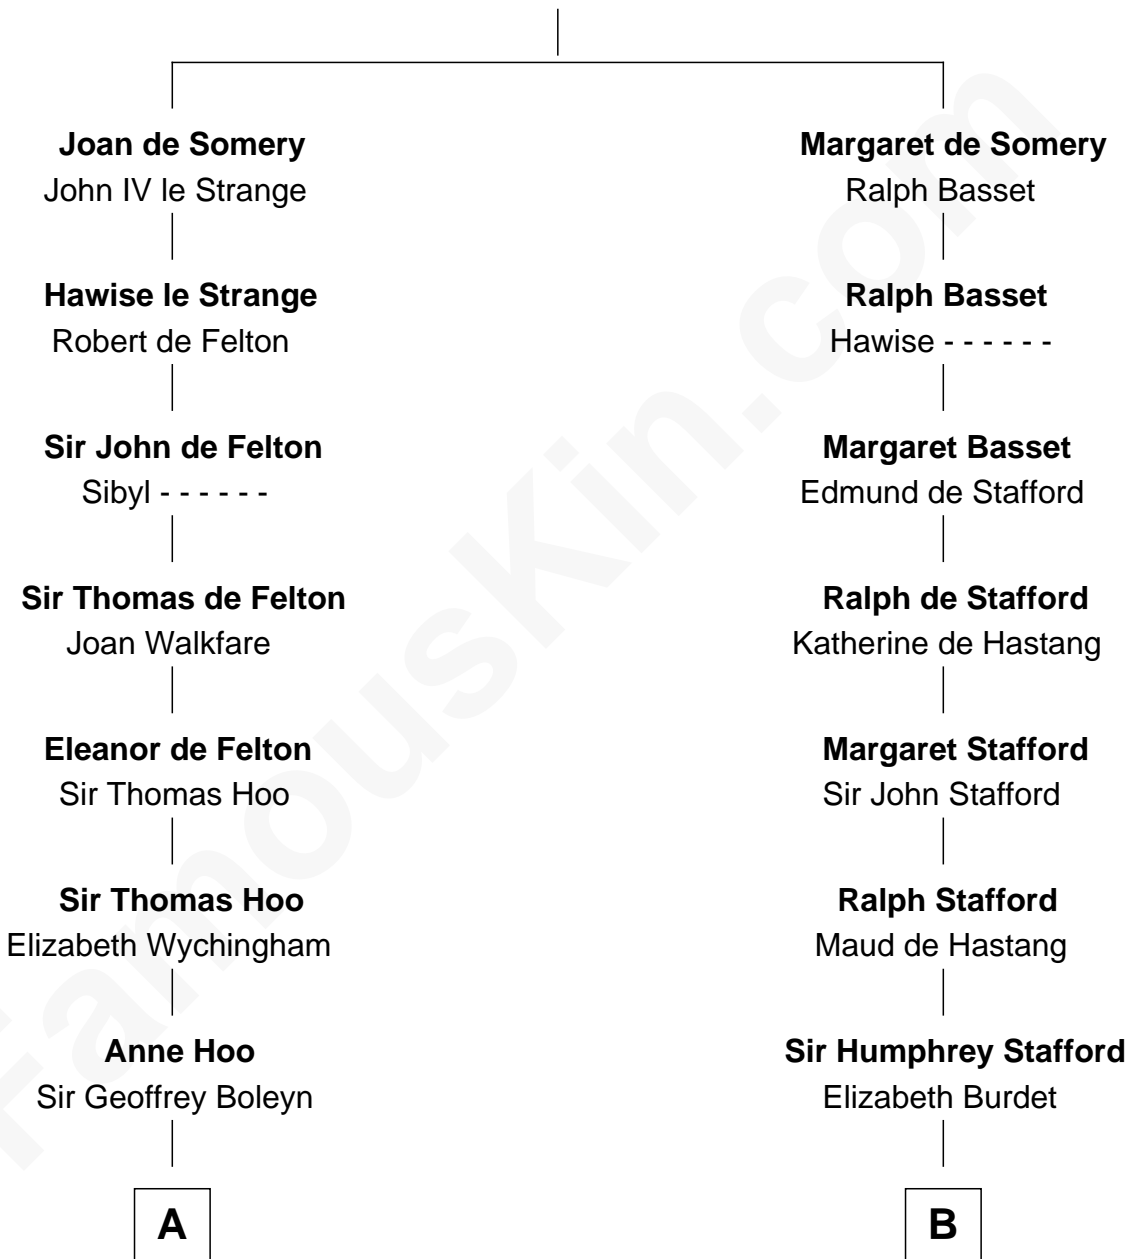 Joan de Somery
John IV le Strange
Hawise le Strange
Robert de Felton
Sir John de Felton
Sibyl - - - - - -
Sir Thomas de Felton
Joan Walkfare
Eleanor de Felton
Sir Thomas Hoo
Sir Thomas Hoo
Elizabeth Wychingham
Anne Hoo
Sir Geoffrey Boleyn
A
Margaret de Somery
Ralph Basset
Ralph Basset
Hawise - - - - - -
Margaret Basset
Edmund de Stafford
Ralph de Stafford
Katherine de Hastang
Margaret Stafford
Sir John Stafford
Ralph Stafford
Maud de Hastang
Sir Humphrey Stafford
Elizabeth Burdet
B
FamousKin.com